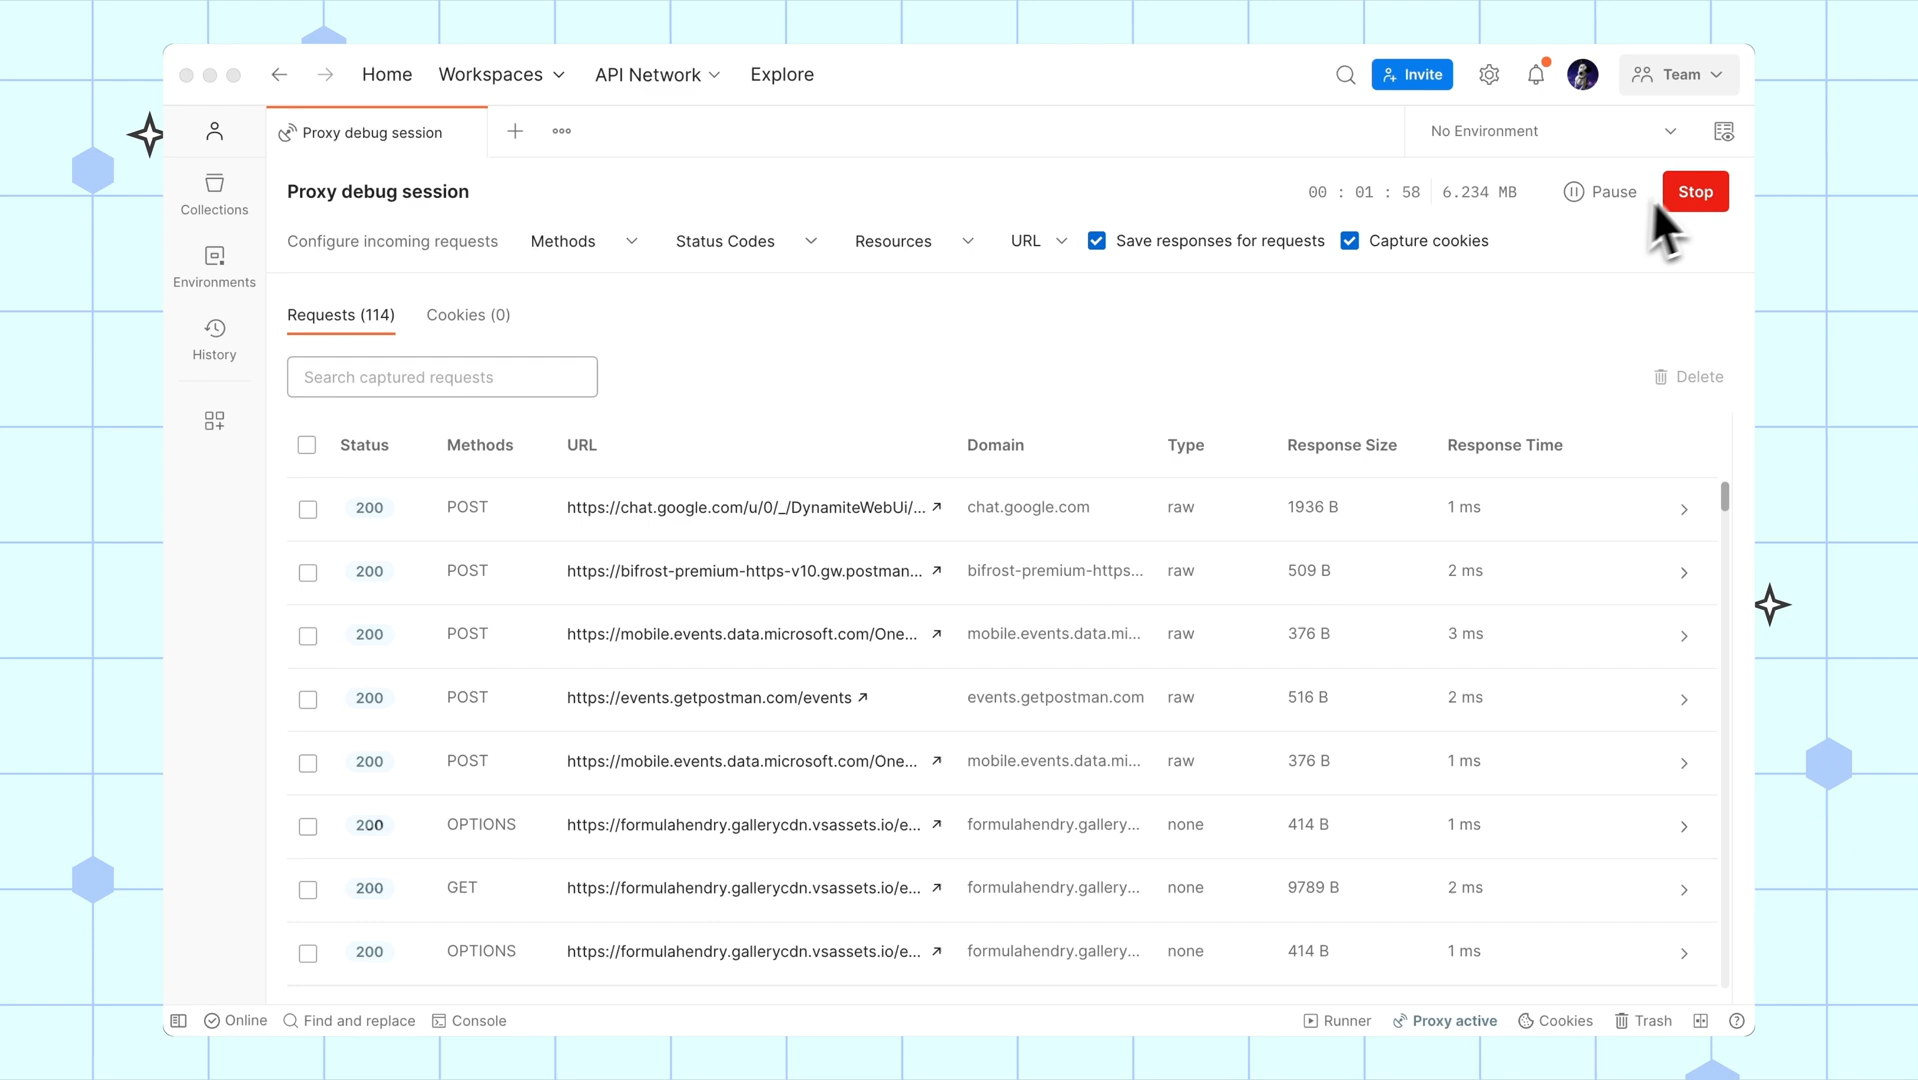 Home Workspaces API Network Explore Invite Team
Proxy debug session No Environment
Proxy debug session 00 : 01 : 58 6.234 MB Pause Stop
Configure incoming requests Methods Status Codes Resources URL Save responses for requests Capture cookies
Collections
Environments
History
Requests (114) Cookies (0)
Search captured requests Delete
Status Methods URL Domain Type Response Size Response Time
200 POST https://chat.google.com/u/0/_/DynamiteWebUi/... chat.google.com raw 1936 B 1 ms
200 POST https://bifrost-premium-https-v10.gw.postman... bifrost-premium-https... raw 509 B 2 ms
200 POST https://mobile.events.data.microsoft.com/One... mobile.events.data.mi... raw 376 B 3 ms
200 POST https://events.getpostman.com/events events.getpostman.com raw 516 B 2 ms
200 POST https://mobile.events.data.microsoft.com/One... mobile.events.data.mi... raw 376 B 1 ms
200 OPTIONS https://formulahendry.gallerycdn.vsassets.io/e... formulahendry.gallery... none 414 B 1 ms
200 GET https://formulahendry.gallerycdn.vsassets.io/e... formulahendry.gallery... none 9789 B 2 ms
200 OPTIONS https://formulahendry.gallerycdn.vsassets.io/e... formulahendry.gallery... none 414 B 1 ms
Online Find and replace Console Runner Proxy active Cookies Trash